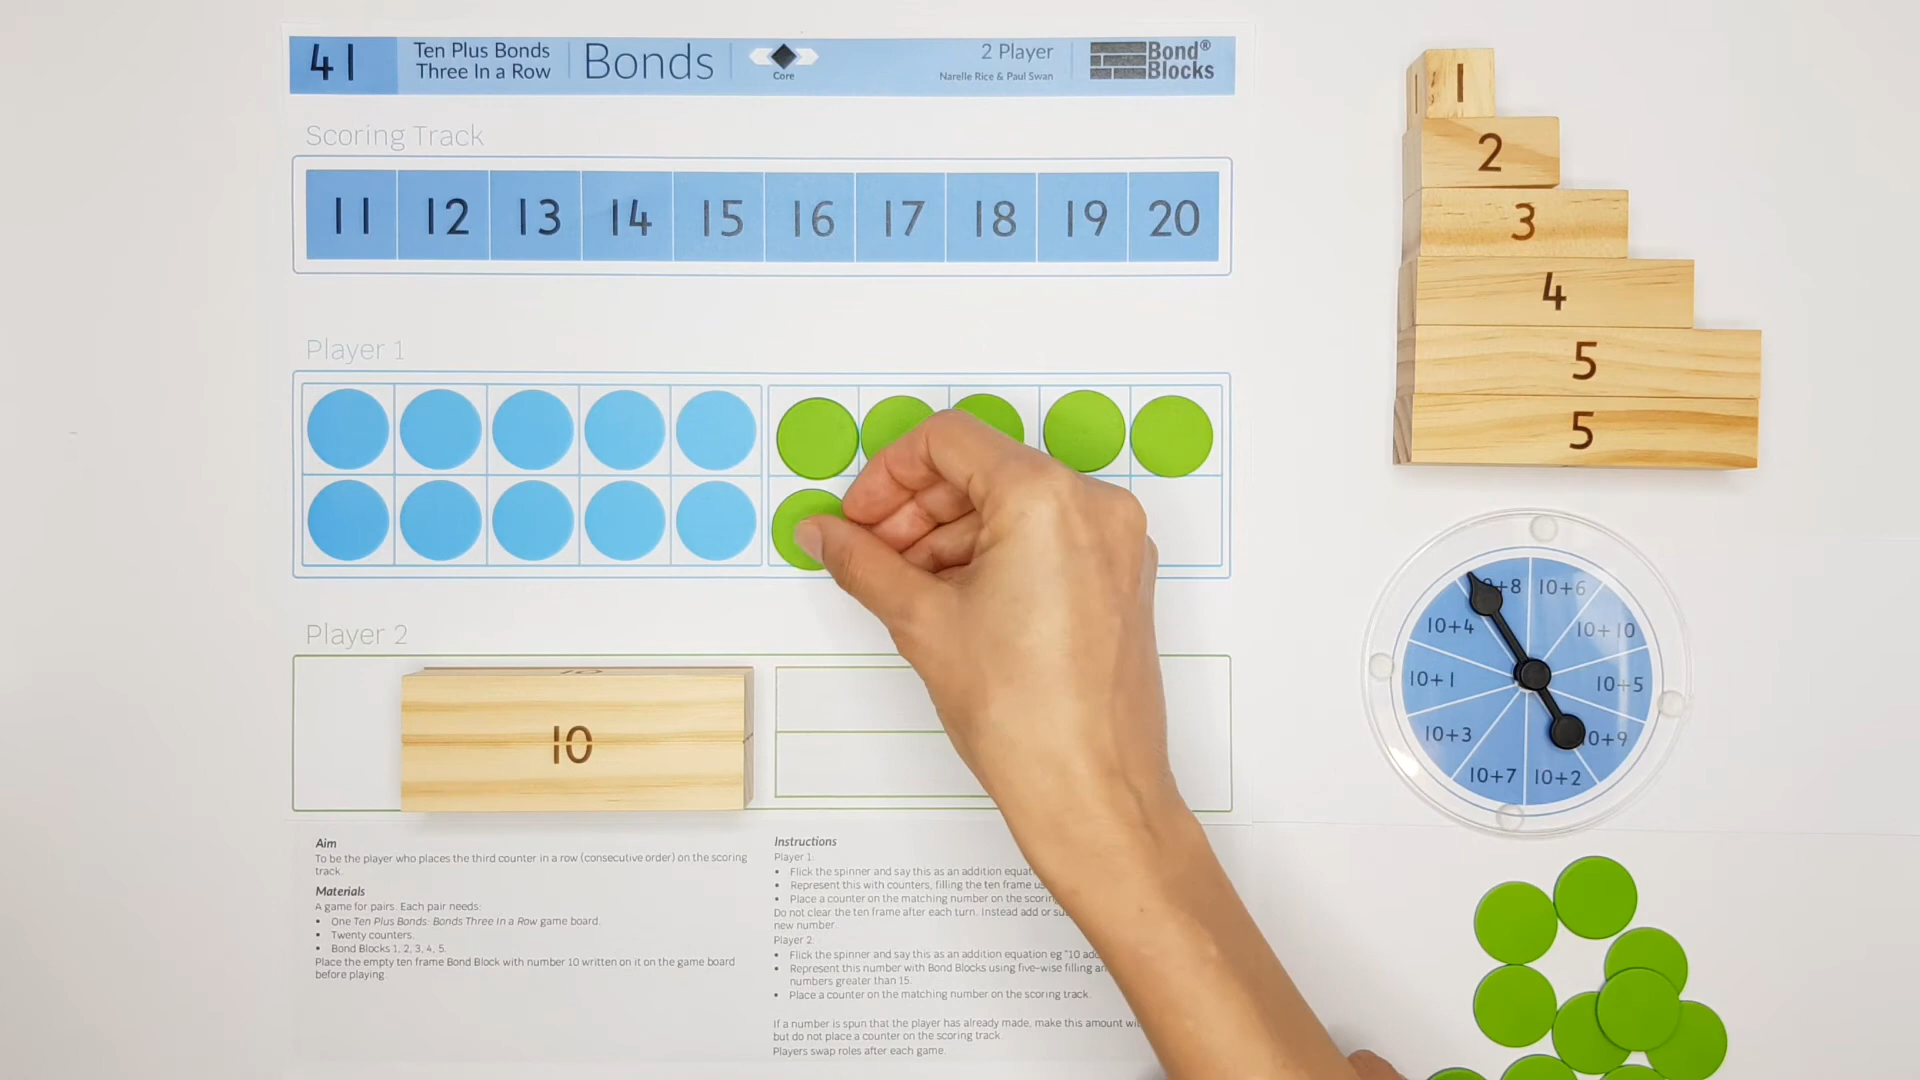 41
Ten Plus Bonds
Three In a Row
Bonds
Core
2 Player
Narelle Rice & Paul Swan
Bond®
Blocks
Scoring Track
11 12 13 14 15 16 17 18 19 20
Player 1
Player 2
10
10
1
1
2
3
4
5
5
+8
10+6
10+4
10+10
10+1
10+5
10+3
10+9
10+7
10+2
Aim
To be the player who places the third counter in a row (consecutive order) on the scoring
track.
Materials
A game for pairs. Each pair needs:
• One Ten Plus Bonds: Bonds Three In a Row game board.
• Twenty counters.
• Bond Blocks 1, 2, 3, 4, 5.
Place the empty ten frame Bond Block with number 10 written on it on the game board
before playing.
Instructions
Player 1:
• Flick the spinner and say this as an addition
• Represent this with counters, filling the ten frame
• Place a counter on the matching number on the
Do not clear the ten frame after each turn. Instead add or
new number.
Player 2:
• Flick the spinner and say this as an addition equation eg "10
• Represent this number with Bond Blocks using five-wise filling
numbers greater than 15.
• Place a counter on the matching number on the scoring track.
If a number is spun that the player has already made, make this amount
but do not place a counter on the scoring track.
Players swap roles after each game.